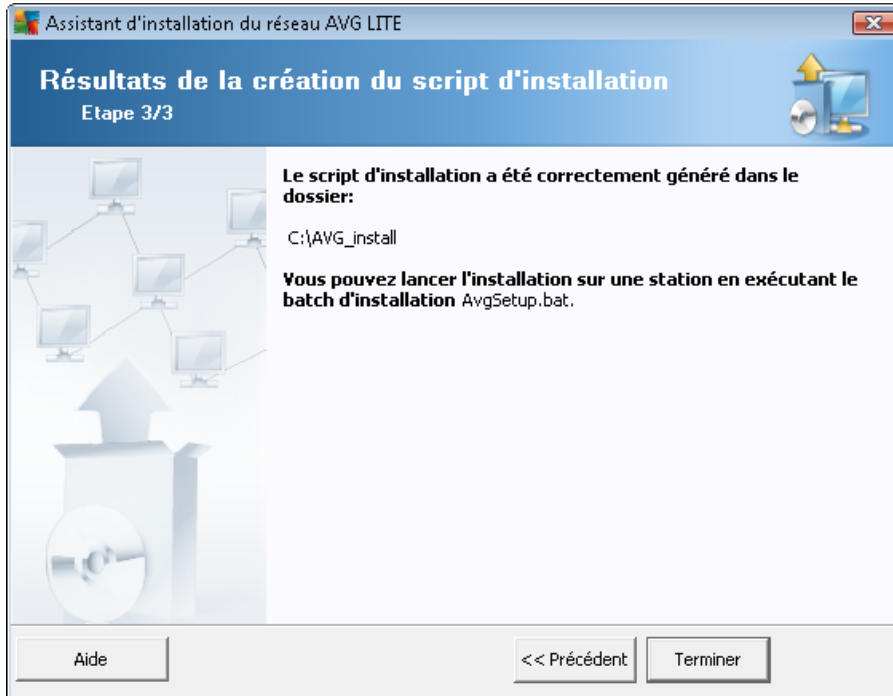 Assistant d'installation du réseau AVG LITE
Résultats de la création du script d'installation
Etape 3/3
Le script d'installation a été correctement généré dans le
dossier:
C:\AVG_install
Vous pouvez lancer l'installation sur une station en exécutant le
batch d'installation AvgSetup.bat.
Aide
<< Précédent
Terminer